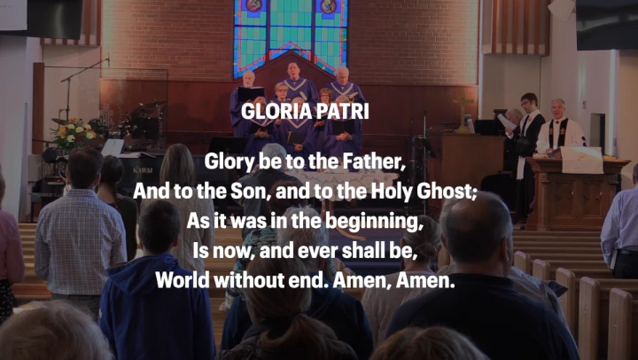 GLORIA PATRI
Glory be to the Father,
And to the Son, and to the Holy Ghost;
As it was in the beginning,
Is now, and ever shall be,
World without end. Amen, Amen.